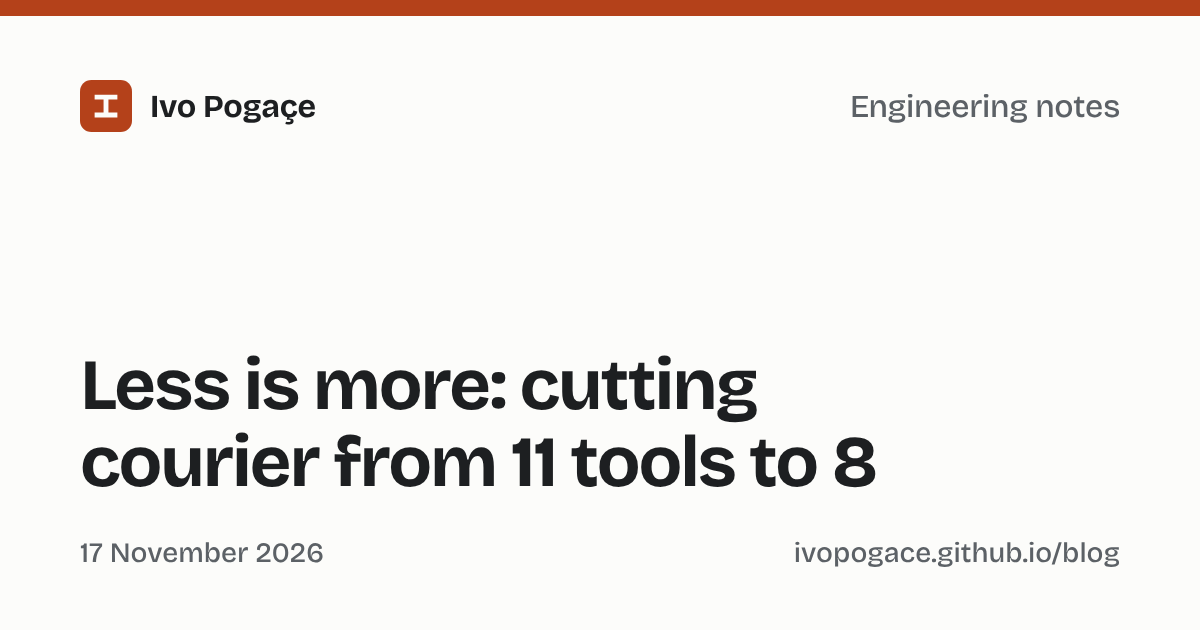 I
Ivo Pogaçe
Engineering notes
Less is more: cutting
courier from 11 tools to 8
17 November 2026
ivopogace.github.io/blog